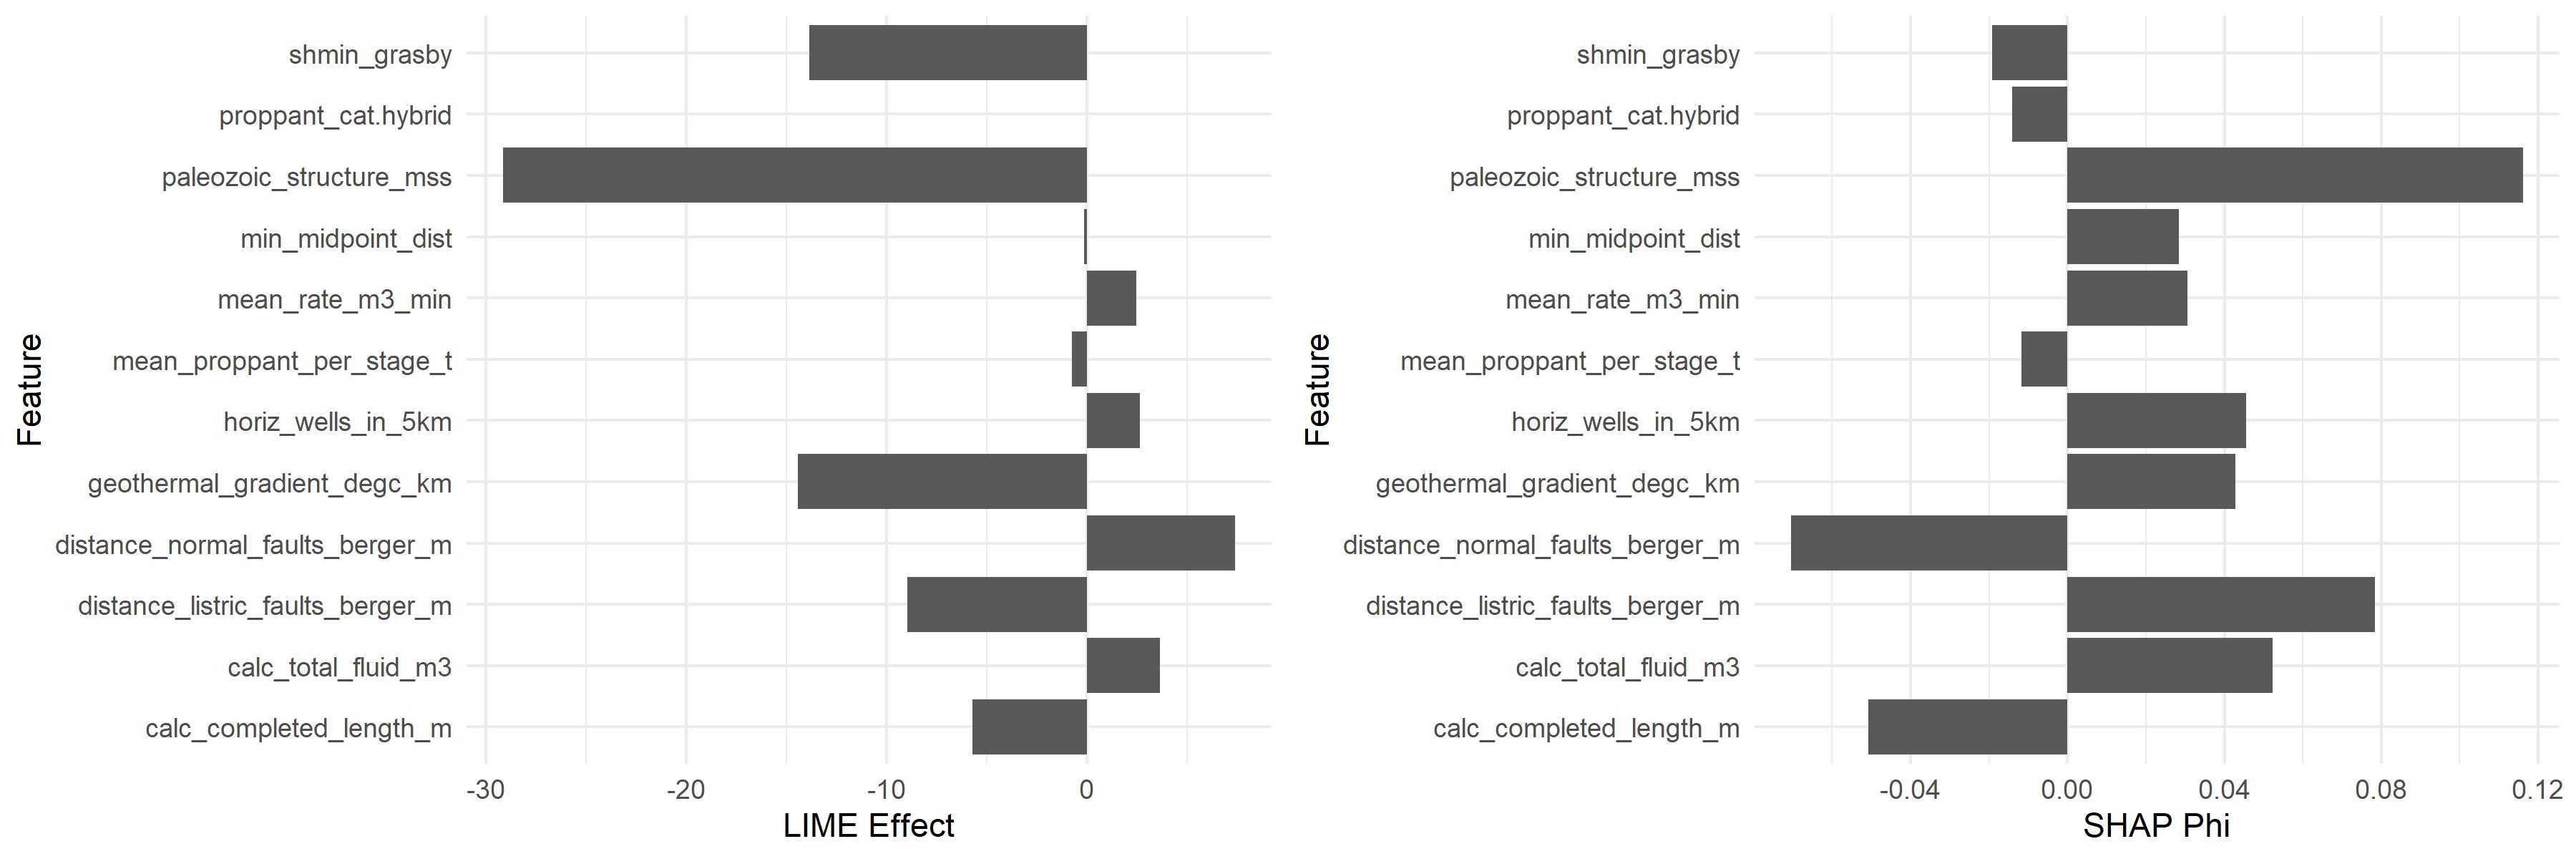 Feature
shmin_grasby
proppant_cat.hybrid
paleozoic_structure_mss
min_midpoint_dist
mean_rate_m3_min
mean_proppant_per_stage_t
horiz_wells_in_5km
geothermal_gradient_degc_km
distance_normal_faults_berger_m
distance_listric_faults_berger_m
calc_total_fluid_m3
calc_completed_length_m
-30 -20 -10 0
LIME Effect
Feature
shmin_grasby
proppant_cat.hybrid
paleozoic_structure_mss
min_midpoint_dist
mean_rate_m3_min
mean_proppant_per_stage_t
horiz_wells_in_5km
geothermal_gradient_degc_km
distance_normal_faults_berger_m
distance_listric_faults_berger_m
calc_total_fluid_m3
calc_completed_length_m
-0.04 0.00 0.04 0.08 0.12
SHAP Phi